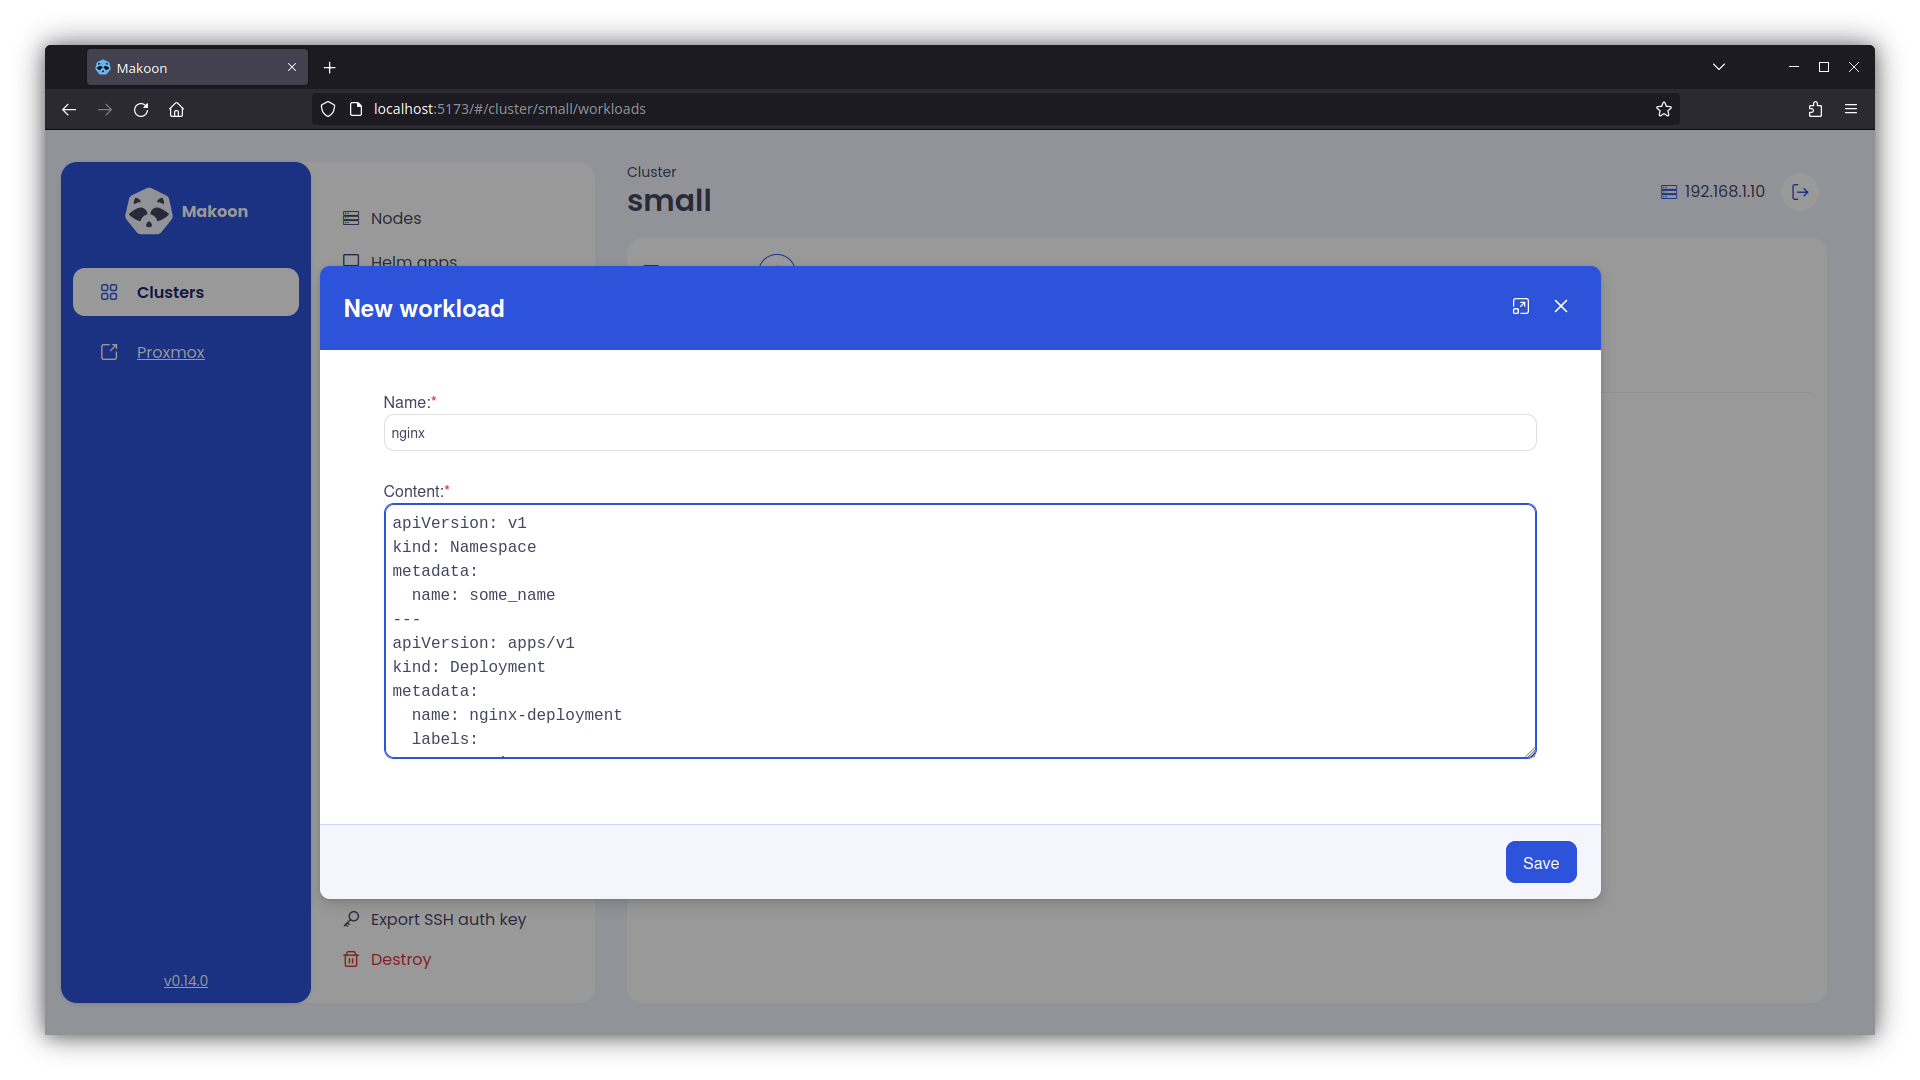 Makoon
localhost:5173/#/cluster/small/workloads
Makoon
Clusters
Proxmox
v0.14.0
Nodes
Helm apps
Export SSH auth key
Destroy
Cluster
small
192.168.1.10
New workload
Name:*
nginx
Content:*
apiVersion: v1
kind: Namespace
metadata:
  name: some_name
---
apiVersion: apps/v1
kind: Deployment
metadata:
  name: nginx-deployment
  labels:
Save